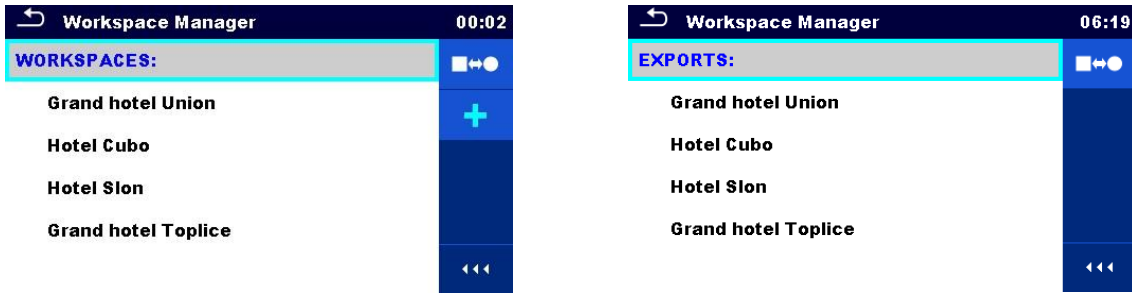 Workspace Manager 00:02
WORKSPACES:
Grand hotel Union
Hotel Cubo
Hotel Slon
Grand hotel Toplice
Workspace Manager 06:19
EXPORTS:
Grand hotel Union
Hotel Cubo
Hotel Slon
Grand hotel Toplice